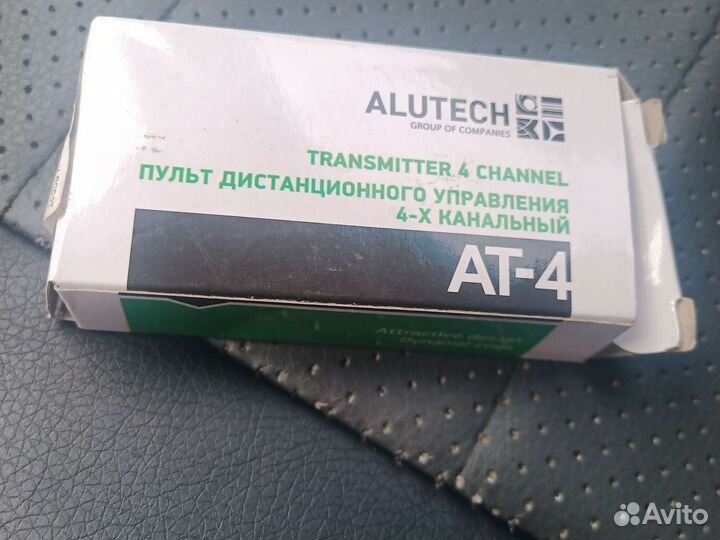 ALUTECH
GROUP OF COMPANIES
TRANSMITTER 4 CHANNEL
ПУЛЬТ ДИСТАНЦИОННОГО УПРАВЛЕНИЯ
4-Х КАНАЛЬНЫЙ
AT-4
Attractive design
Dynamic code
Avito